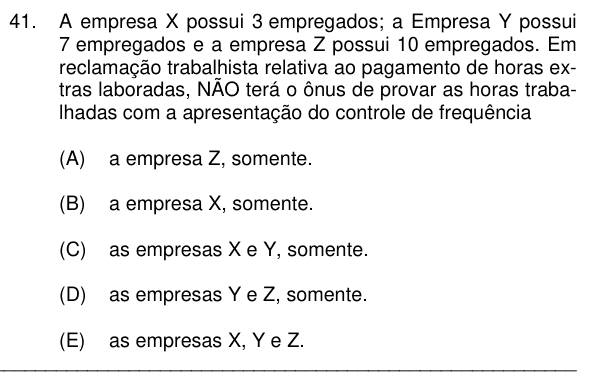 41. A empresa X possui 3 empregados; a Empresa Y possui
7 empregados e a empresa Z possui 10 empregados. Em
reclamação trabalhista relativa ao pagamento de horas ex-
tras laboradas, NÃO terá o ônus de provar as horas traba-
lhadas com a apresentação do controle de frequência
(A) a empresa Z, somente.
(B) a empresa X, somente.
(C) as empresas X e Y, somente.
(D) as empresas Y e Z, somente.
(E) as empresas X, Y e Z.